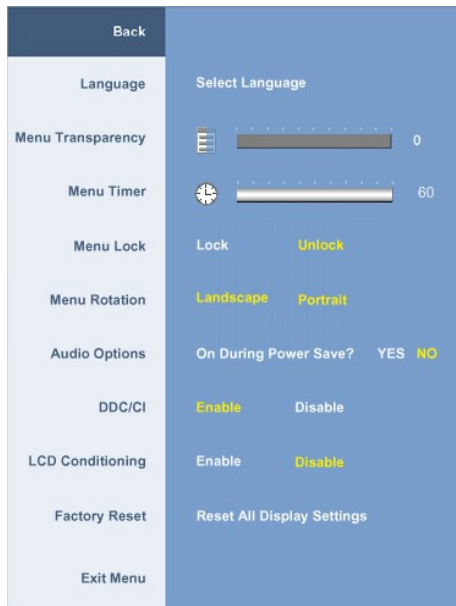 Back
Language Select Language
Menu Transparency 0
Menu Timer 60
Menu Lock Lock Unlock
Menu Rotation Landscape Portrait
Audio Options On During Power Save? YES NO
DDC/CI Enable Disable
LCD Conditioning Enable Disable
Factory Reset Reset All Display Settings
Exit Menu